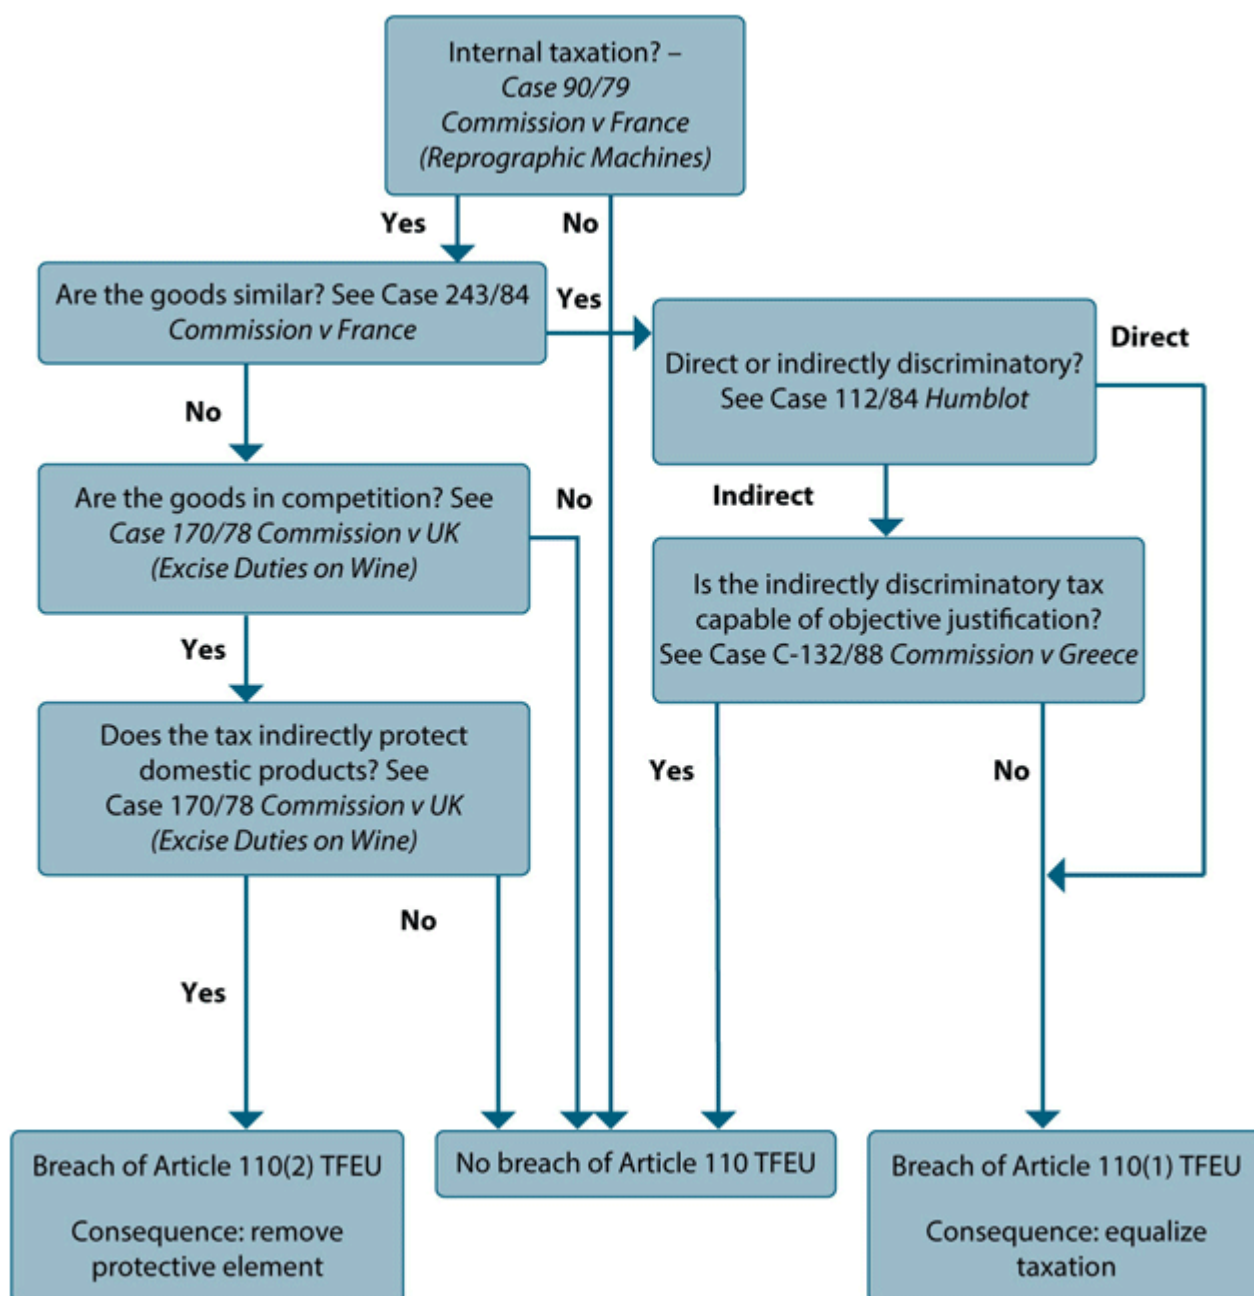 Internal taxation? –
Case 90/79
Commission v France
(Reprographic Machines)
Yes
No
Are the goods similar? See Case 243/84
Commission v France
Yes
Direct or indirectly discriminatory?
See Case 112/84 Humblot
Direct
No
Are the goods in competition? See
Case 170/78 Commission v UK
(Excise Duties on Wine)
No
Indirect
Is the indirectly discriminatory tax
capable of objective justification?
See Case C-132/88 Commission v Greece
Yes
Does the tax indirectly protect
domestic products? See
Case 170/78 Commission v UK
(Excise Duties on Wine)
Yes
No
No
Yes
Breach of Article 110(2) TFEU
Consequence: remove
protective element
No breach of Article 110 TFEU
Breach of Article 110(1) TFEU
Consequence: equalize
taxation